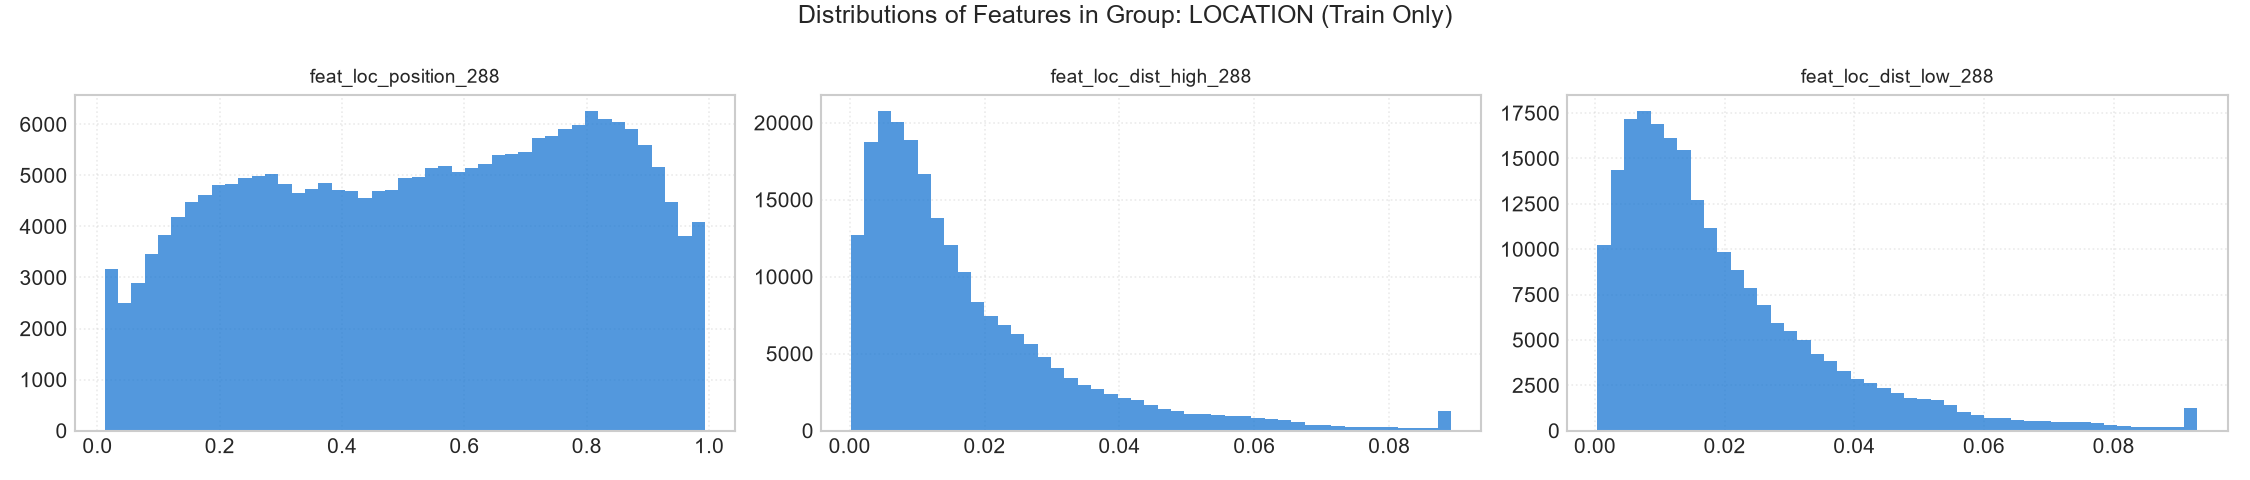 Distributions of Features in Group: LOCATION (Train Only)
feat_loc_position_288
6000
5000
4000
3000
2000
1000
0
0.0 0.2 0.4 0.6 0.8 1.0
feat_loc_dist_high_288
20000
15000
10000
5000
0
0.00 0.02 0.04 0.06 0.08
feat_loc_dist_low_288
17500
15000
12500
10000
7500
5000
2500
0
0.00 0.02 0.04 0.06 0.08